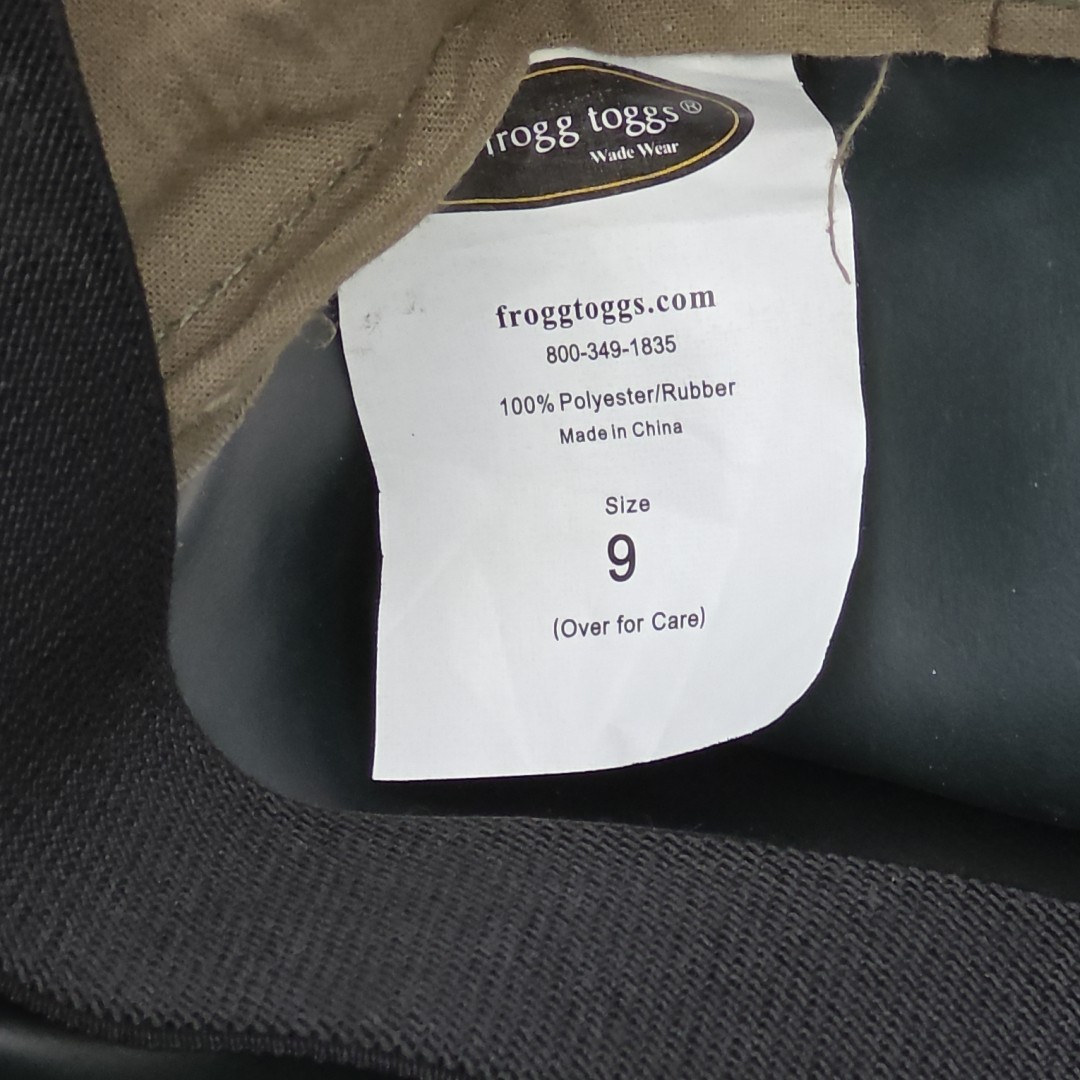 frogg toggs®
Wade Wear
froggtoggs.com
800-349-1835
100% Polyester/Rubber
Made in China
Size
9
(Over for Care)